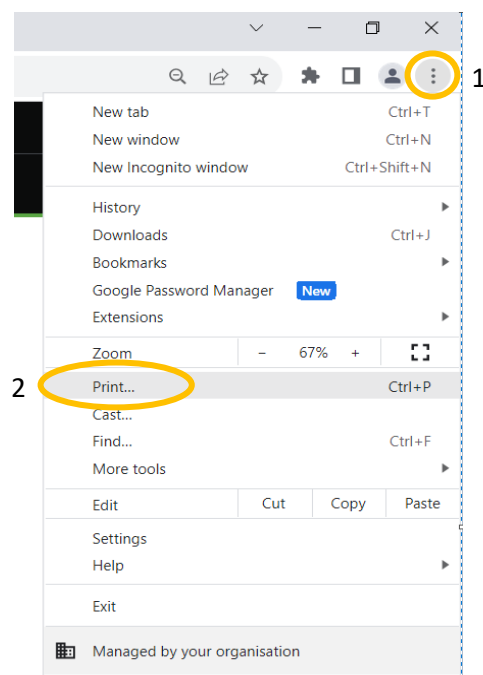 1
New tab Ctrl+T
New window Ctrl+N
New Incognito window Ctrl+Shift+N
History
Downloads Ctrl+J
Bookmarks
Google Password Manager New
Extensions
Zoom - 67% +
2 Print... Ctrl+P
Cast...
Find... Ctrl+F
More tools
Edit Cut Copy Paste
Settings
Help
Exit
Managed by your organisation